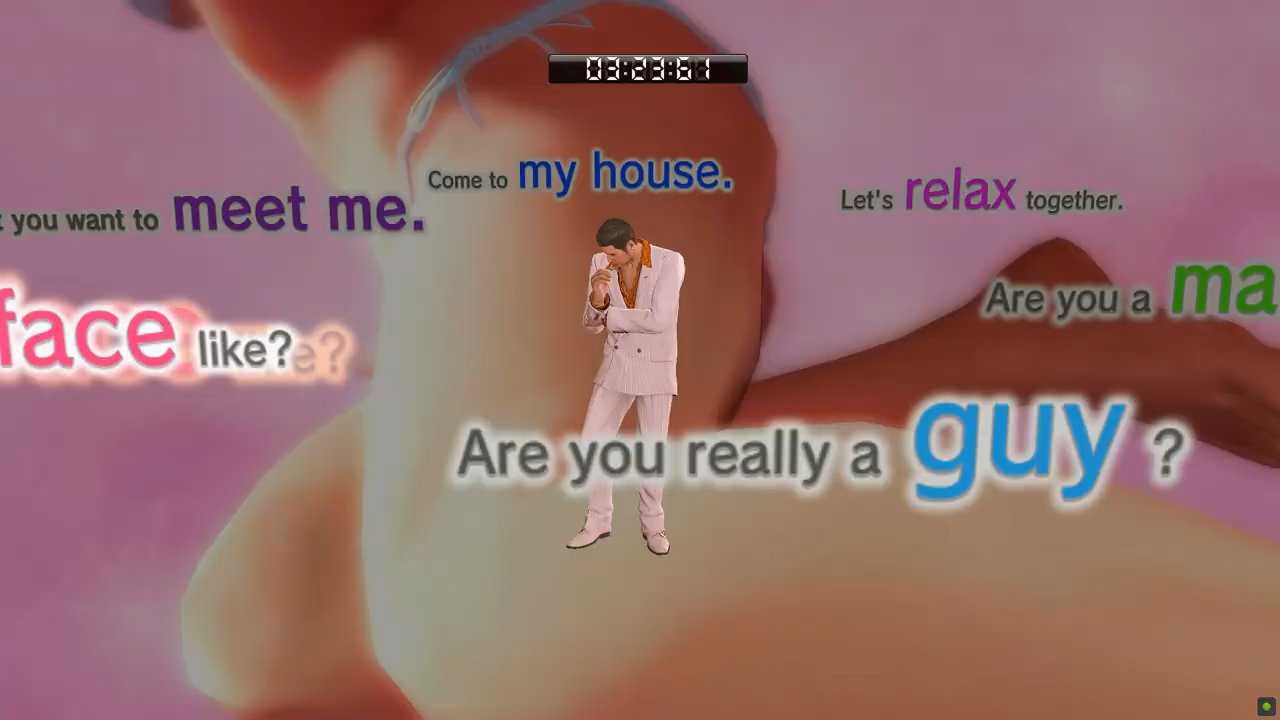 03:23:61
Come to my house.
you want to meet me.
Let's relax together.
Are you a ma
face like?
Are you really a guy ?